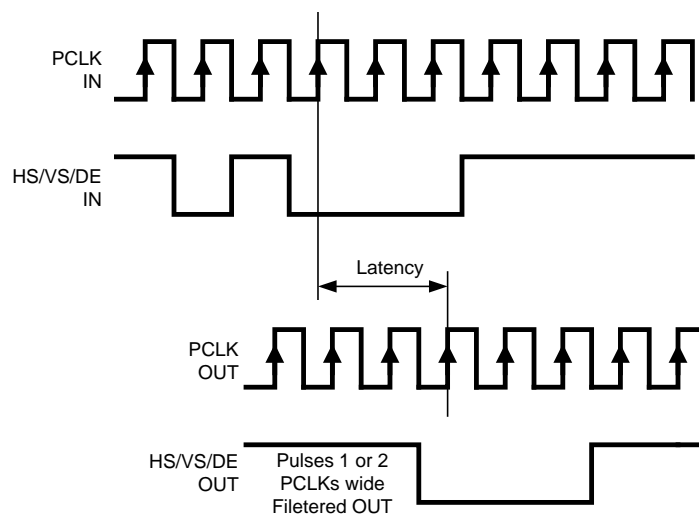 PCLK
IN
HS/VS/DE
IN
Latency
PCLK
OUT
HS/VS/DE
OUT
Pulses 1 or 2
PCLKs wide
Filetered OUT